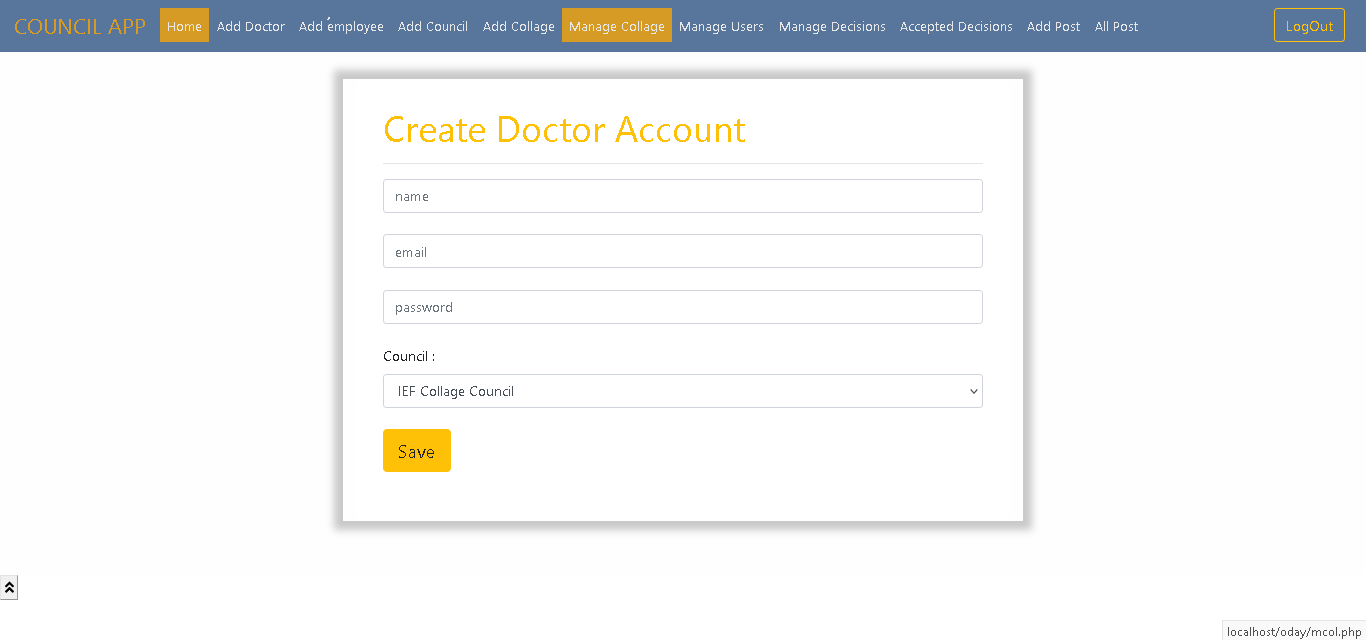 COUNCIL APP Home Add Doctor Add employee Add Council Add Collage Manage Collage Manage Users Manage Decisions Accepted Decisions Add Post All Post LogOut
Create Doctor Account
name
email
password
Council :
IEF Collage Council
Save
localhost/oday/mcol.php